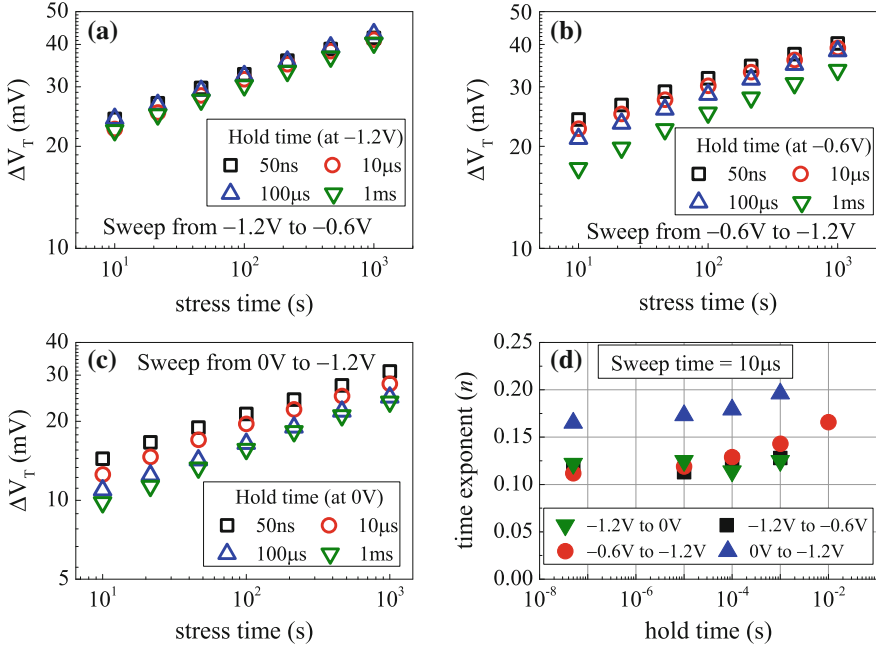 50
40
30
20
10
ΔV_T (mV)
(a)
Hold time (at −1.2V)
50ns 10μs
100μs 1ms
Sweep from −1.2V to −0.6V
10^1 10^2 10^3
stress time (s)
50
40
30
20
10
ΔV_T (mV)
(b)
Hold time (at −0.6V)
50ns 10μs
100μs 1ms
Sweep from −0.6V to −1.2V
10^1 10^2 10^3
stress time (s)
40
30
20
10
5
ΔV_T (mV)
(c)
Sweep from 0V to −1.2V
Hold time (at 0V)
50ns 10μs
100μs 1ms
10^1 10^2 10^3
stress time (s)
0.25
0.20
0.15
0.10
0.05
0.00
time exponent (n)
(d)
Sweep time = 10μs
−1.2V to 0V −1.2V to −0.6V
−0.6V to −1.2V 0V to −1.2V
10^-8 10^-6 10^-4 10^-2
hold time (s)